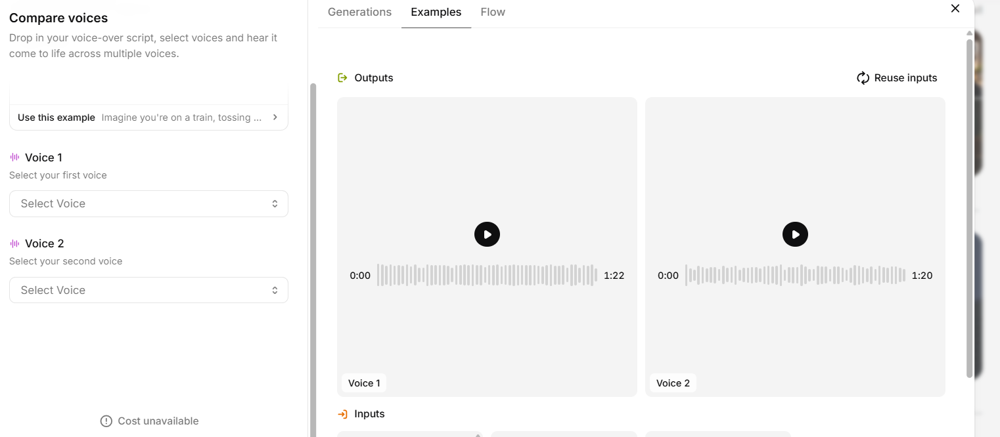 Compare voices
Drop in your voice-over script, select voices and hear it
come to life across multiple voices.
Use this example Imagine you're on a train, tossing ...
Voice 1
Select your first voice
Select Voice
Voice 2
Select your second voice
Select Voice
Cost unavailable
Generations Examples Flow
Outputs
Reuse inputs
0:00 1:22
Voice 1
0:00 1:20
Voice 2
Inputs